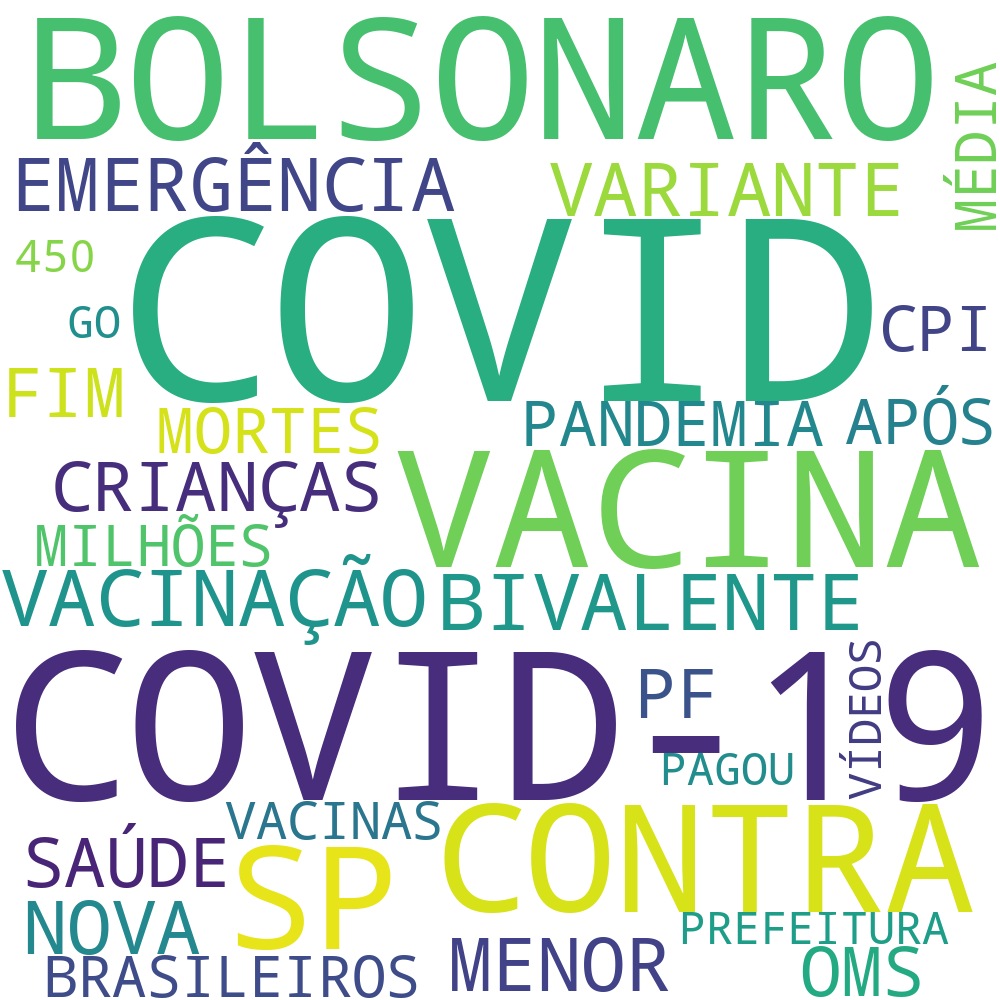 BOLSONARO
MÉDIA
EMERGÊNCIA
VARIANTE
450
COVID
GO
CPI
FIM
MORTES
PANDEMIA
APÓS
CRIANÇAS
VACINA
MILHÕES
VACINAÇÃO
BIVALENTE
COVID-19
PF
VÍDEOS
PAGOU
VACINAS
CONTRA
SAÚDE
SP
NOVA
PREFEITURA
BRASILEIROS
MENOR
OMS